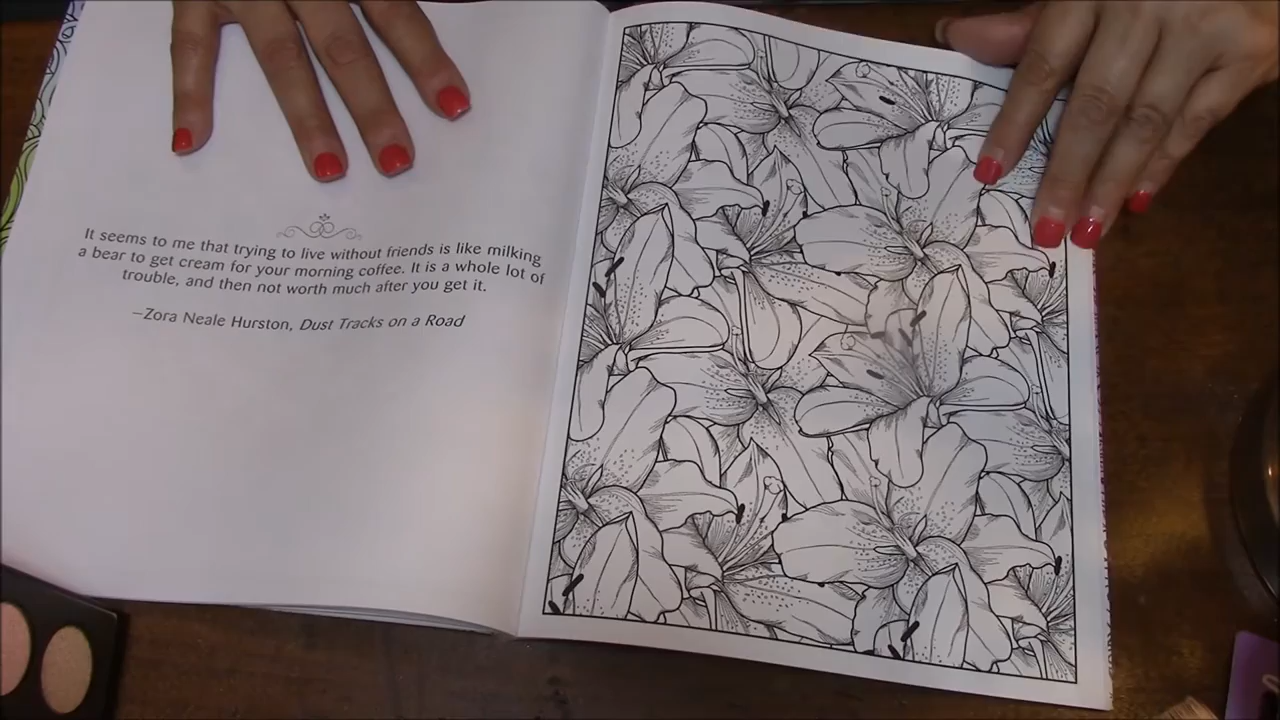 It seems to me that trying to live without friends is like milking
a bear to get cream for your morning coffee. It is a whole lot of
trouble, and then not worth much after you get it.
—Zora Neale Hurston, Dust Tracks on a Road